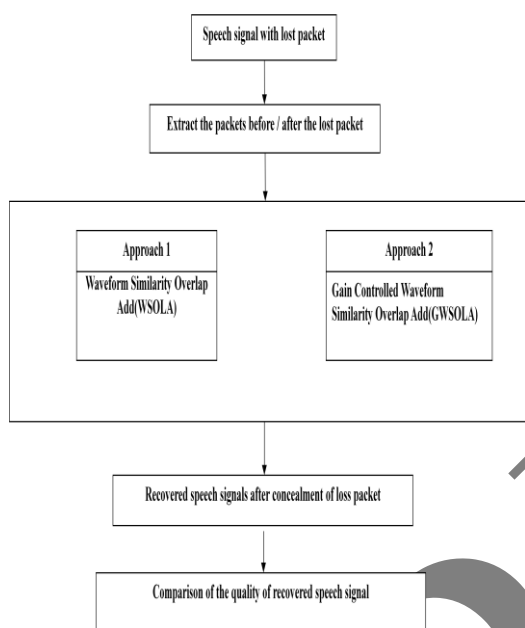 Speech signal with lost packet
Extract the packets before / after the lost packet
Approach 1
Waveform Similarity Overlap
Add(WSOLA)
Approach 2
Gain Controlled Waveform
Similarity Overlap Add(GWSOLA)
Recovered speech signals after concealment of loss packet
Comparison of the quality of recovered speech signal